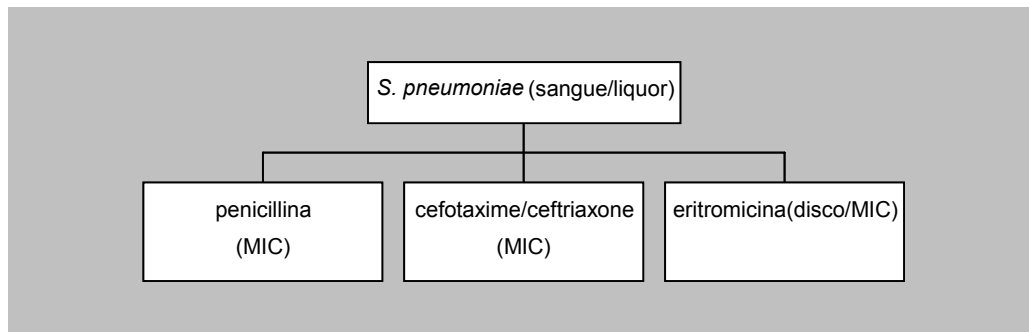 S. pneumoniae (sangue/liquor)
penicillina
(MIC)
cefotaxime/ceftriaxone
(MIC)
eritromicina(disco/MIC)